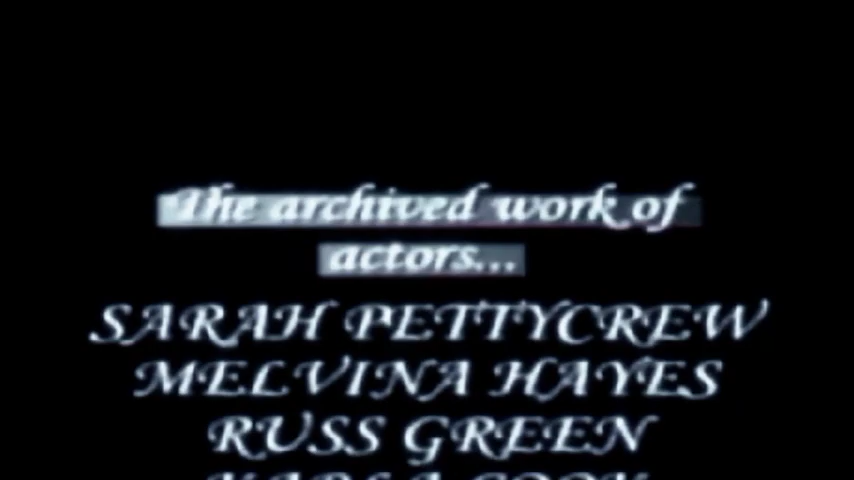 The archived work of
actors...
SARAH PETTYCREW
MELVINA HAYES
RUSS GREEN